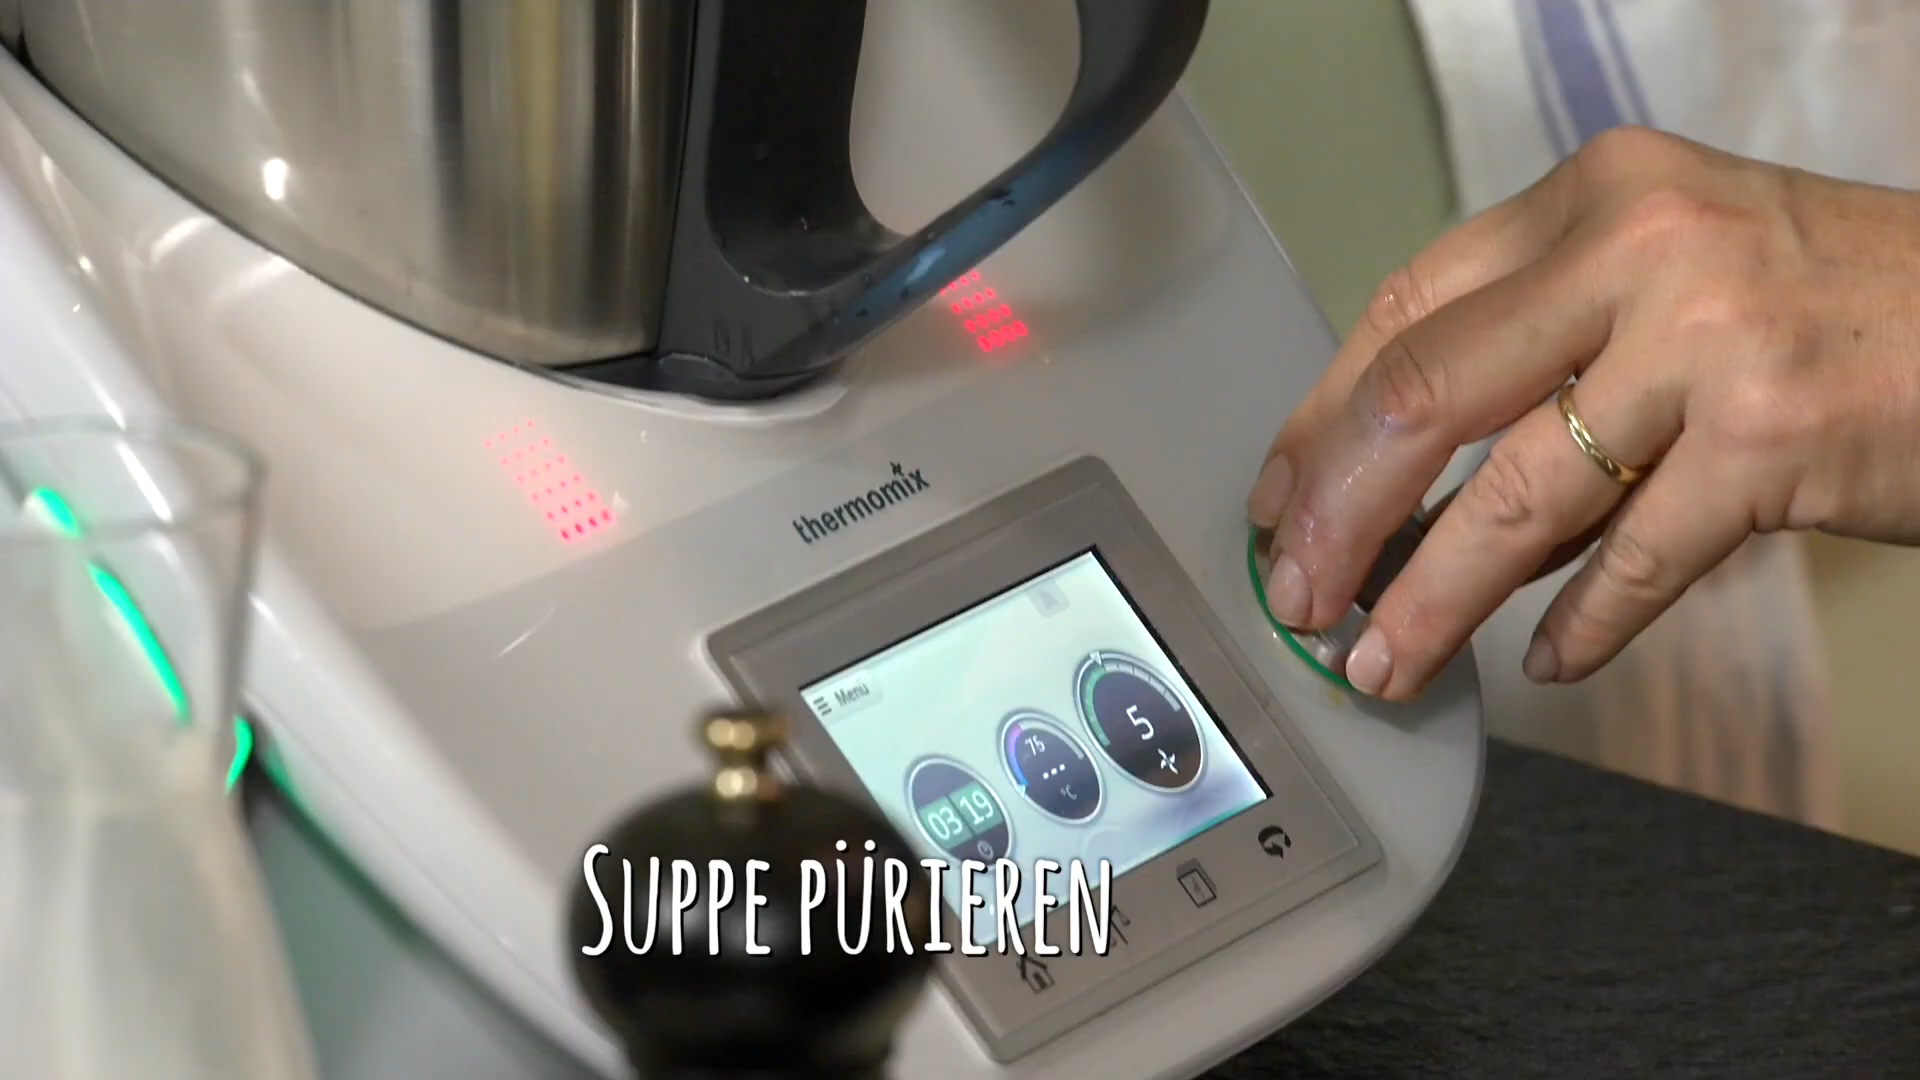 thermomix
Menü
5
75
---
°C
03 19
SUPPE PÜRIEREN